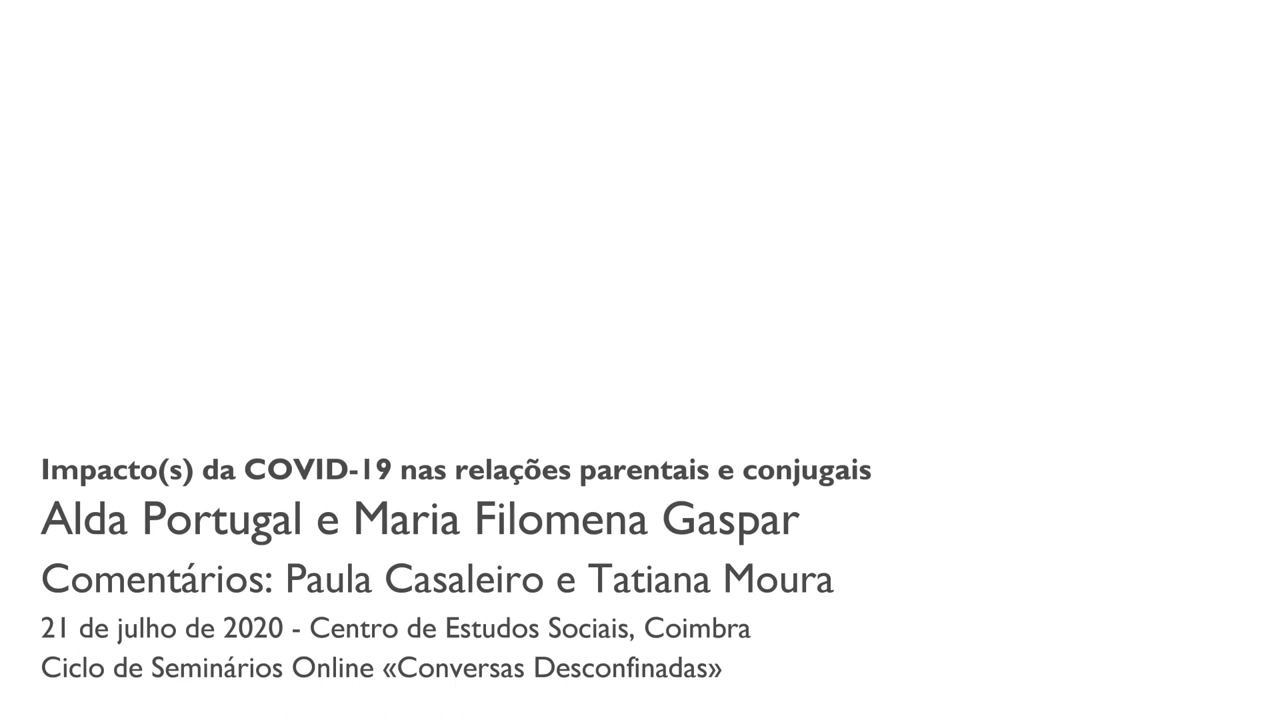 Impacto(s) da COVID-19 nas relações parentais e conjugais
Alda Portugal e Maria Filomena Gaspar
Comentários: Paula Casaleiro e Tatiana Moura
21 de julho de 2020 - Centro de Estudos Sociais, Coimbra
Ciclo de Seminários Online «Conversas Desconfinadas»